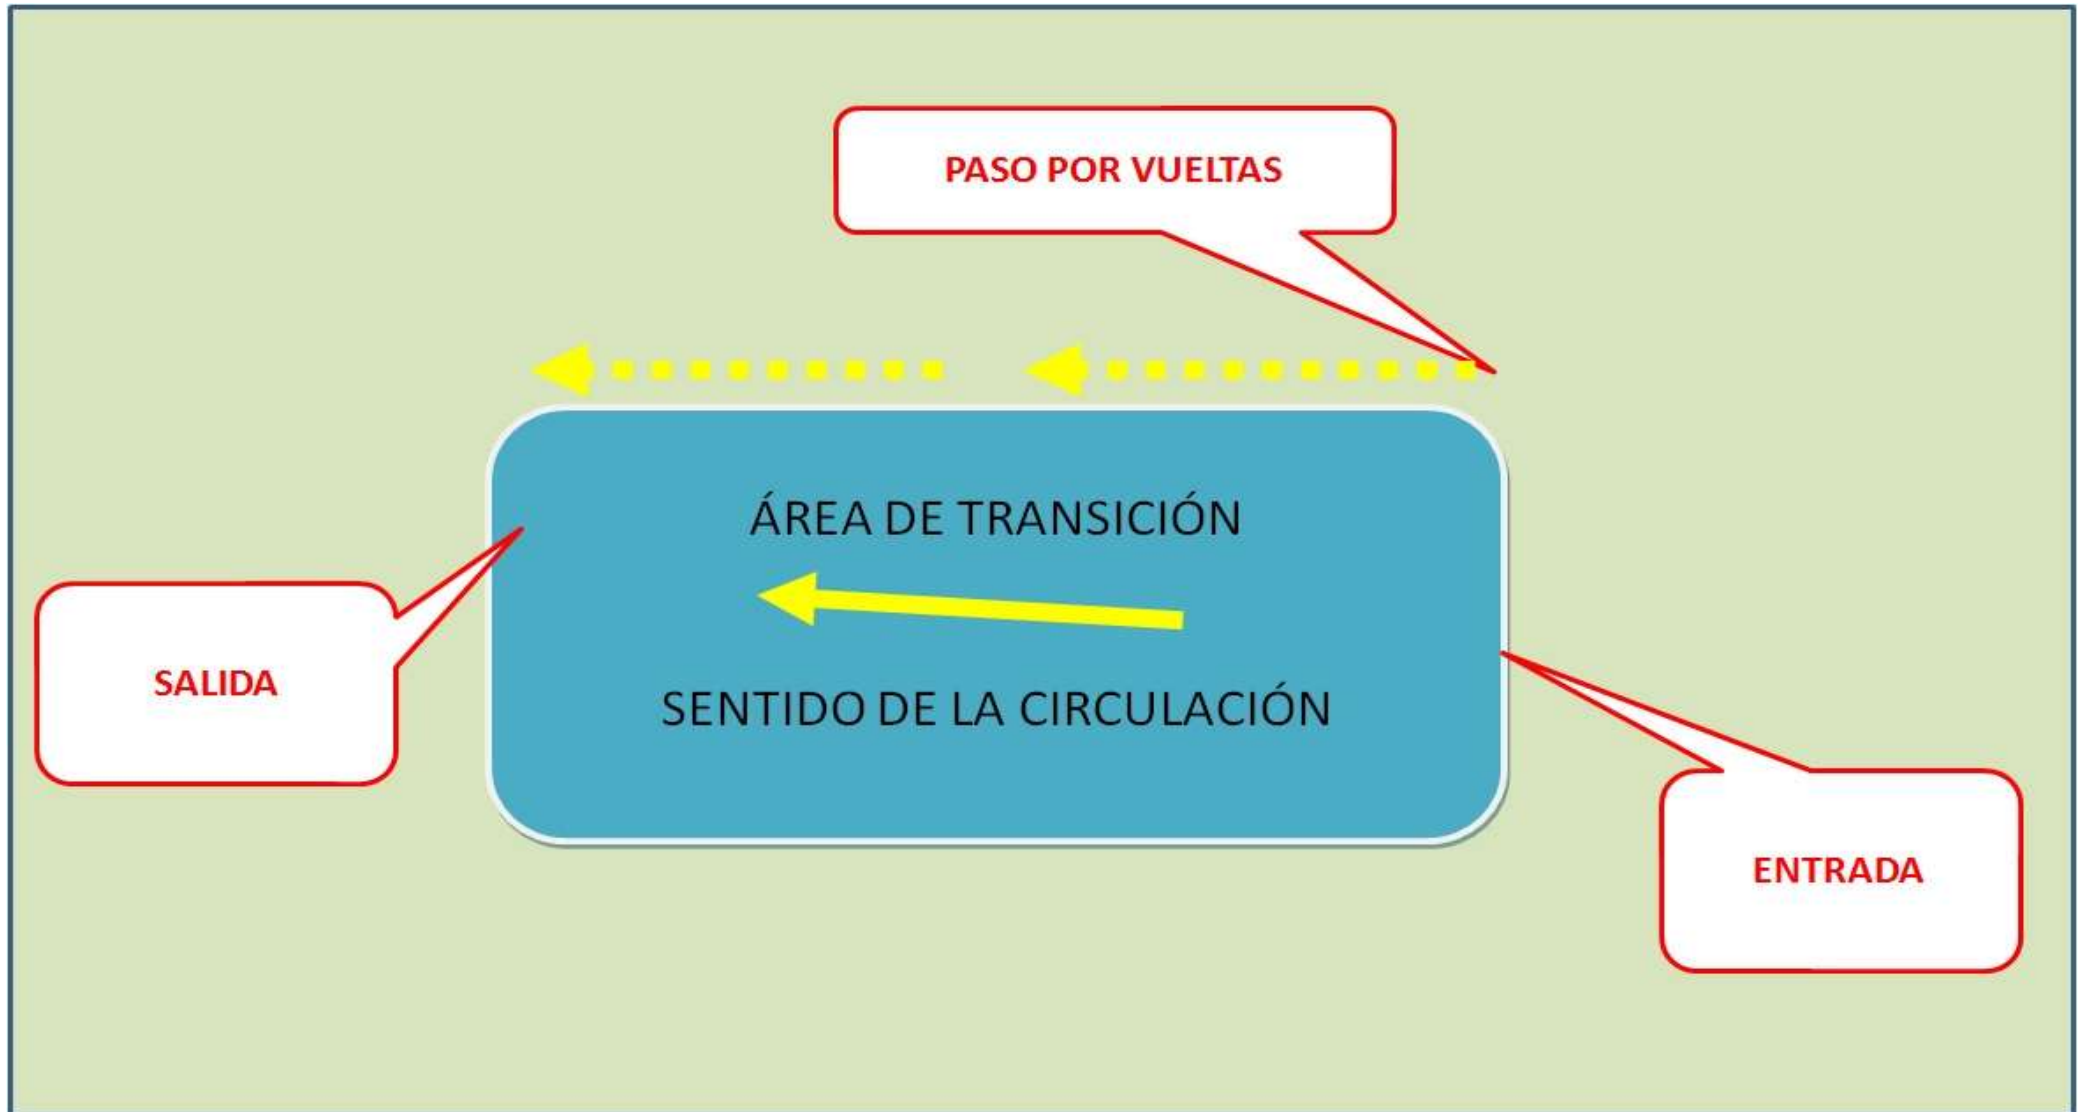 PASO POR VUELTAS
ÁREA DE TRANSICIÓN
SENTIDO DE LA CIRCULACIÓN
SALIDA
ENTRADA